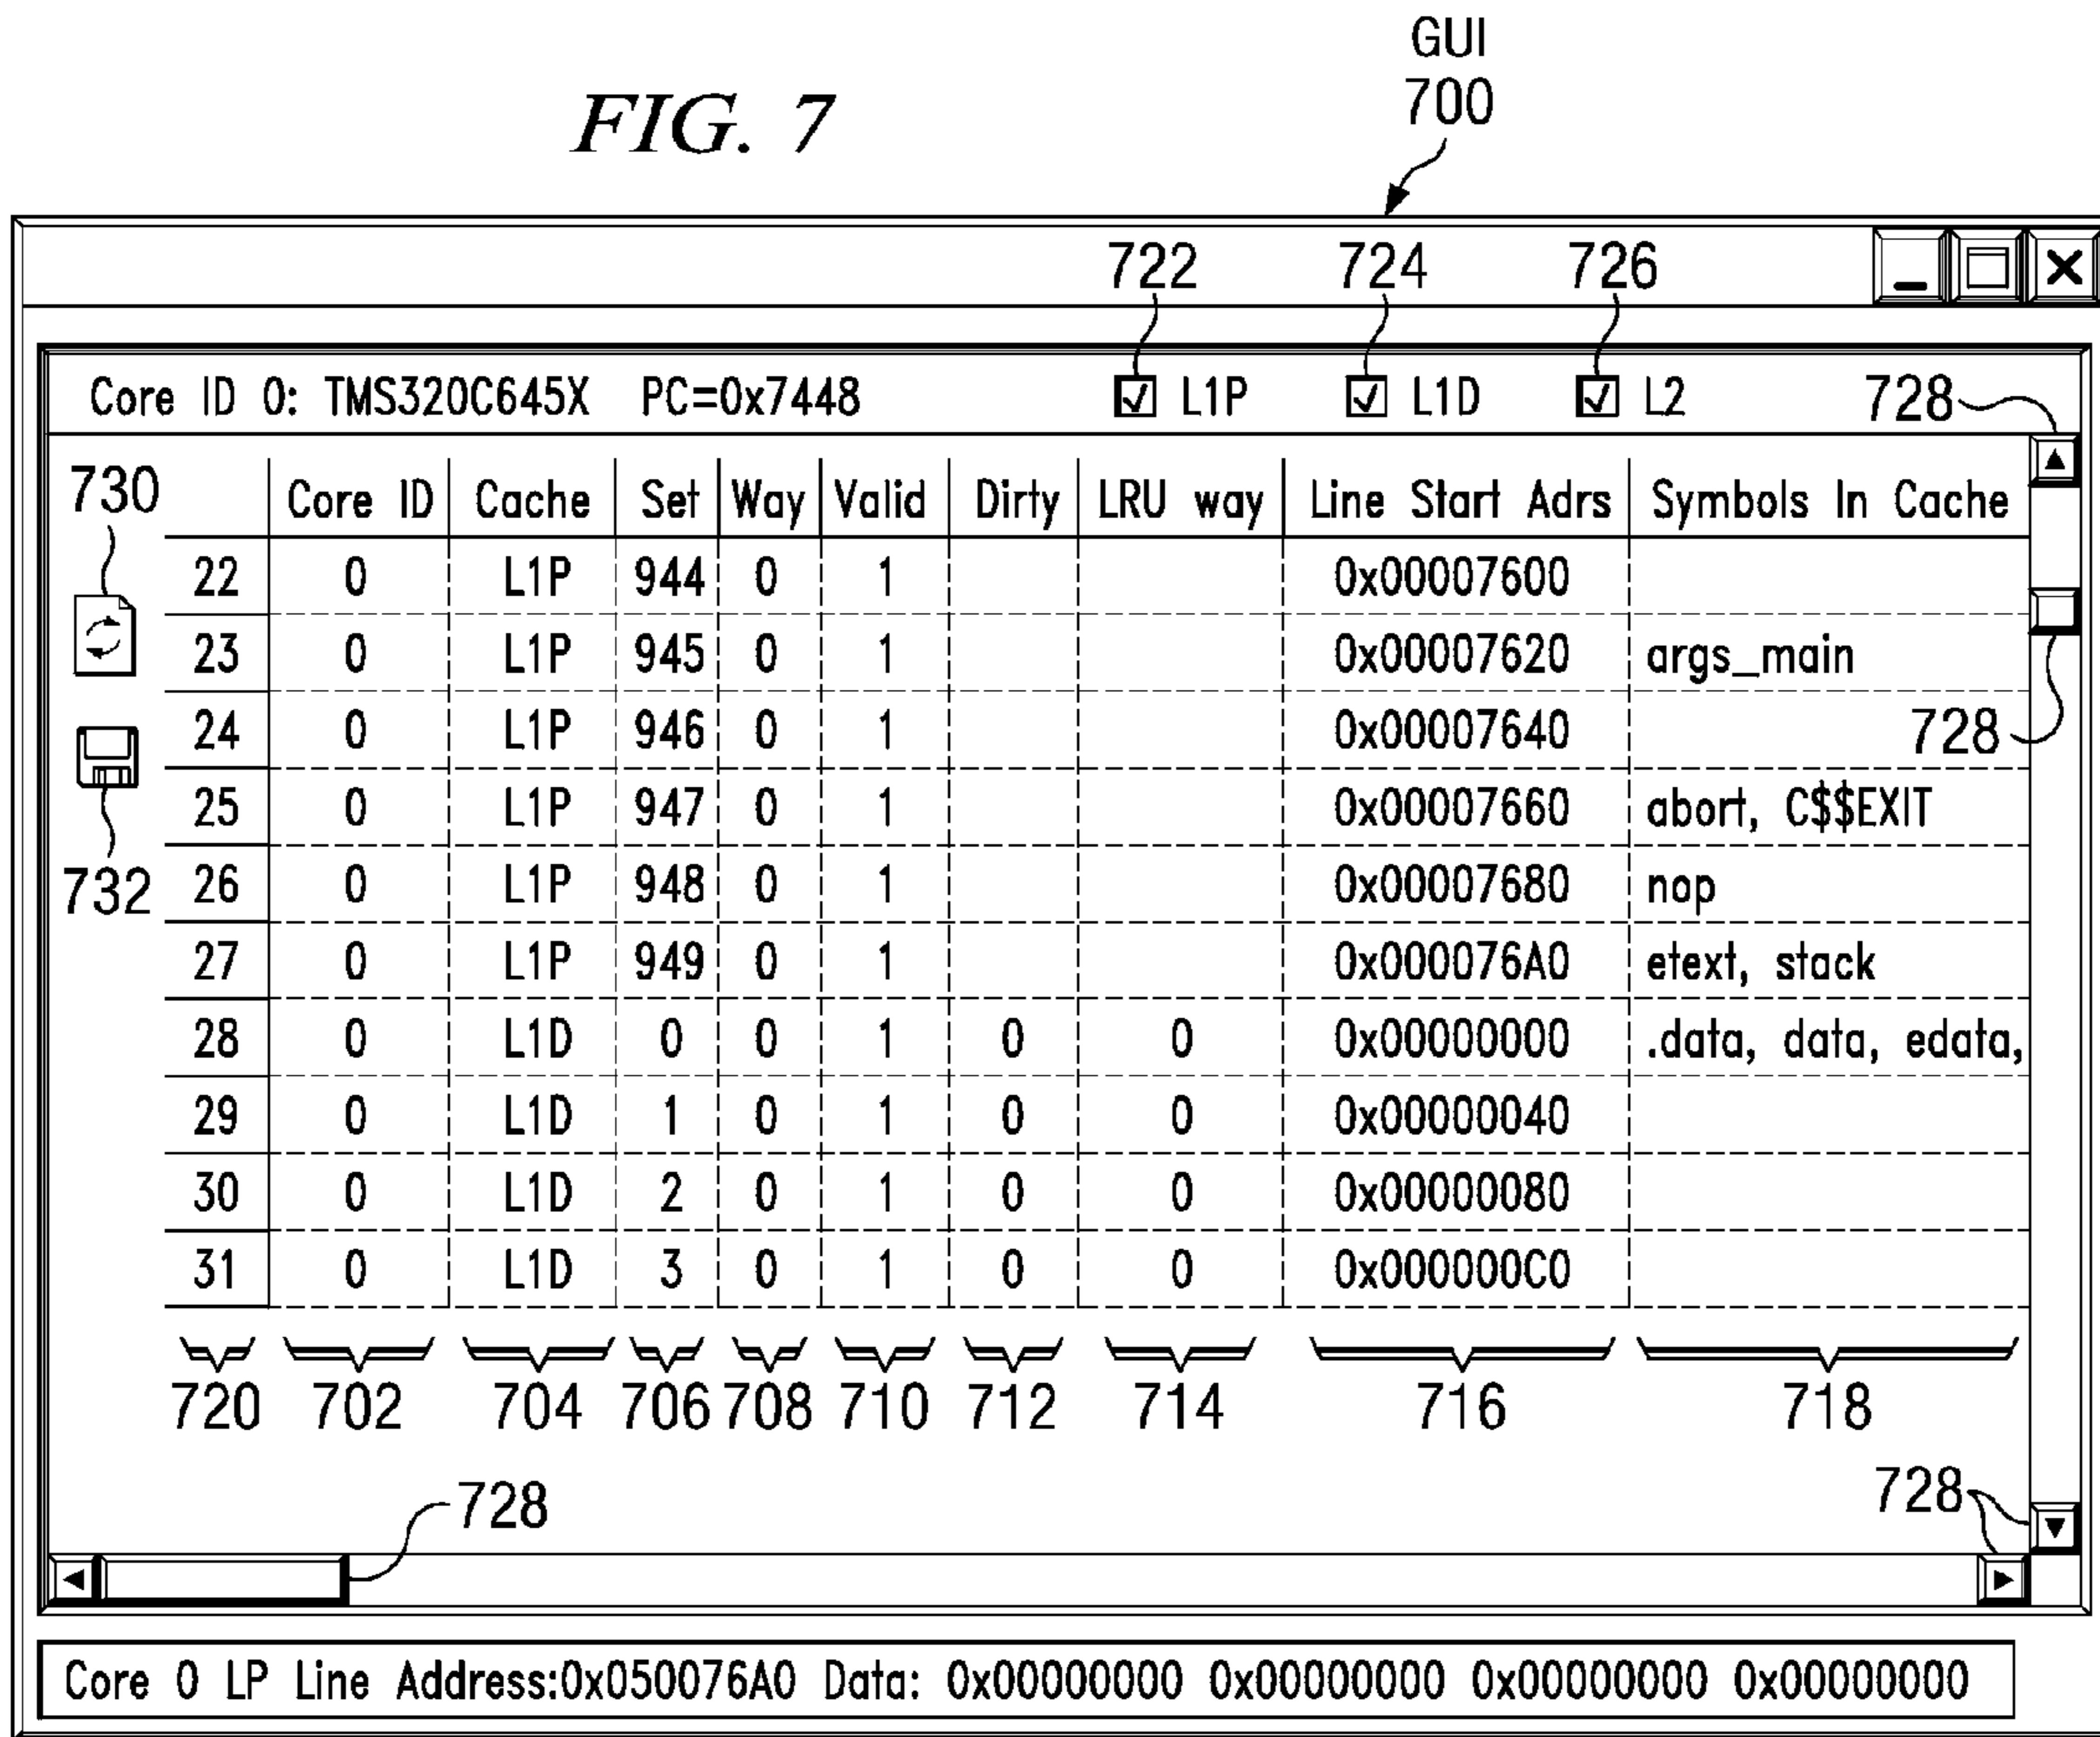 GUI
700
FIG. 7
722 724 726
Core ID 0: TMS320C645X PC=0x7448 L1P L1D L2 728
730 Core ID Cache Set Way Valid Dirty LRU way Line Start Adrs Symbols In Cache
22 0 L1P 944 0 1 0x00007600
23 0 L1P 945 0 1 0x00007620 args_main
24 0 L1P 946 0 1 0x00007640 728
25 0 L1P 947 0 1 0x00007660 abort, C$$EXIT
732 26 0 L1P 948 0 1 0x00007680 nop
27 0 L1P 949 0 1 0x000076A0 etext, stack
28 0 L1D 0 0 1 0 0 0x00000000 .data, data, edata,
29 0 L1D 1 0 1 0 0 0x00000040
30 0 L1D 2 0 1 0 0 0x00000080
31 0 L1D 3 0 1 0 0 0x000000C0
720 702 704 706 708 710 712 714 716 718
728 728
Core 0 LP Line Address:0x050076A0 Data: 0x00000000 0x00000000 0x00000000 0x00000000